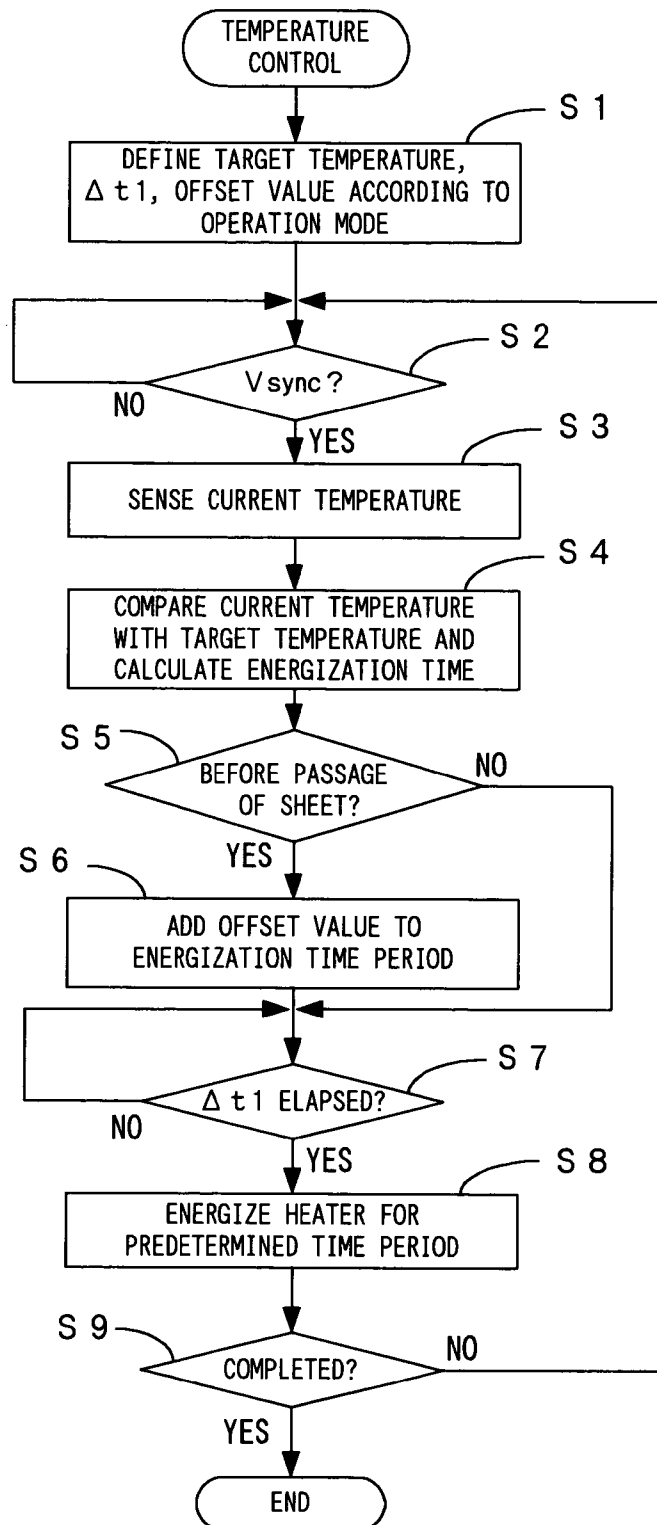 TEMPERATURE
CONTROL
S 1
DEFINE TARGET TEMPERATURE,
Δt1, OFFSET VALUE ACCORDING TO
OPERATION MODE
S 2
Vsync?
NO
YES
S 3
SENSE CURRENT TEMPERATURE
S 4
COMPARE CURRENT TEMPERATURE
WITH TARGET TEMPERATURE AND
CALCULATE ENERGIZATION TIME
S 5
BEFORE PASSAGE
OF SHEET?
NO
YES
S 6
ADD OFFSET VALUE TO
ENERGIZATION TIME PERIOD
S 7
Δt1 ELAPSED?
NO
YES
S 8
ENERGIZE HEATER FOR
PREDETERMINED TIME PERIOD
S 9
COMPLETED?
NO
YES
END